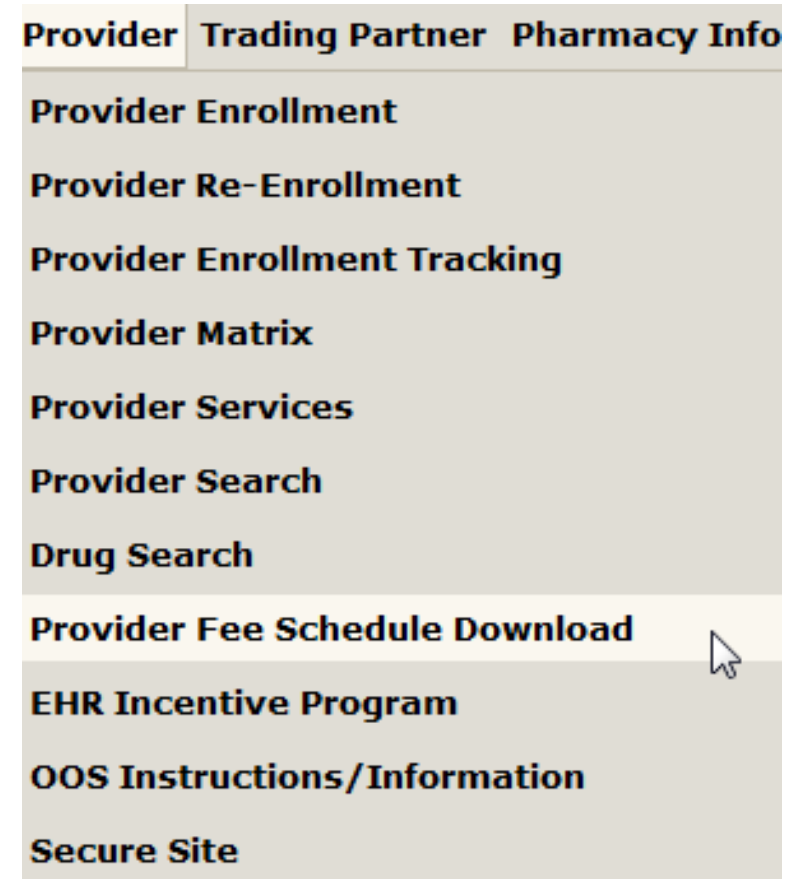 Provider Trading Partner Pharmacy Info
Provider Enrollment
Provider Re-Enrollment
Provider Enrollment Tracking
Provider Matrix
Provider Services
Provider Search
Drug Search
Provider Fee Schedule Download
EHR Incentive Program
OOS Instructions/Information
Secure Site